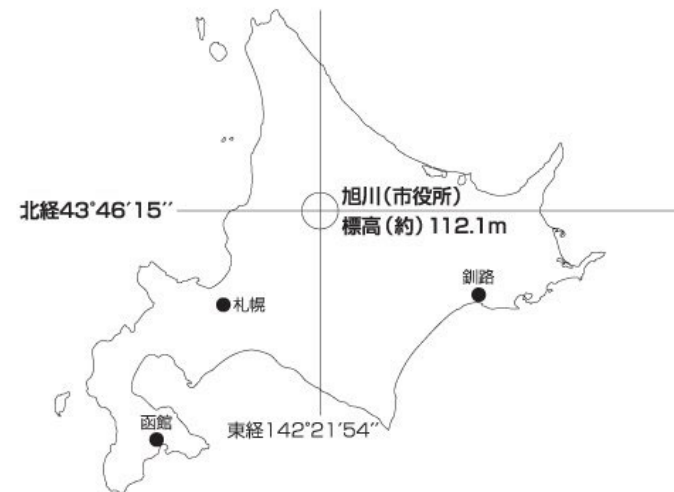 旭川（市役所）
北経43°46′15″
標高（約）112.1m
釧路
札幌
函館
東経142°21′54″